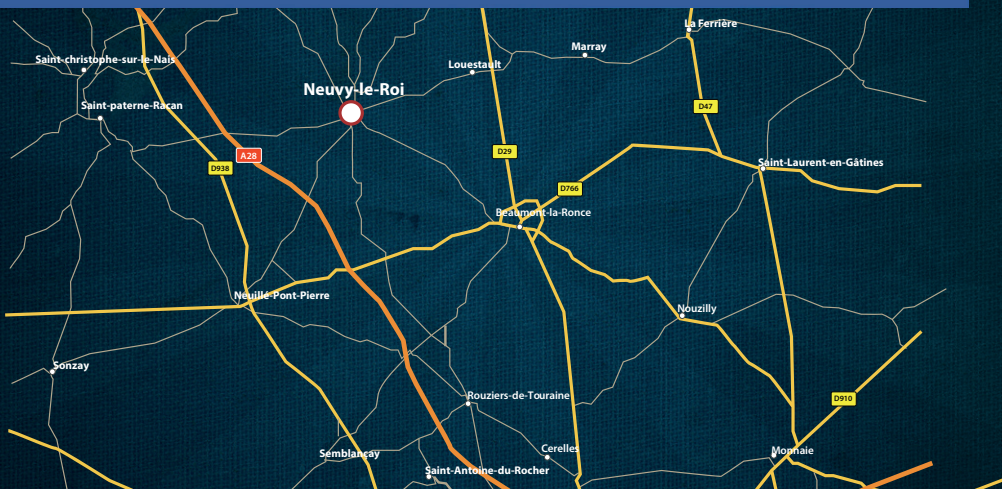 La Ferrière
Marray
Saint-christophe-sur-le-Nais
Louestault
Neuvy-le-Roi
Saint-paterne-Racan
D47
D29
A28
D938
Saint-Laurent-en-Gâtines
D766
Beaumont-la-Ronce
Neuillé-Pont-Pierre
Nouzilly
Sonzay
Rouziers-de-Touraine
D910
Cerelles
Monnaie
Semblançay
Saint-Antoine-du-Rocher